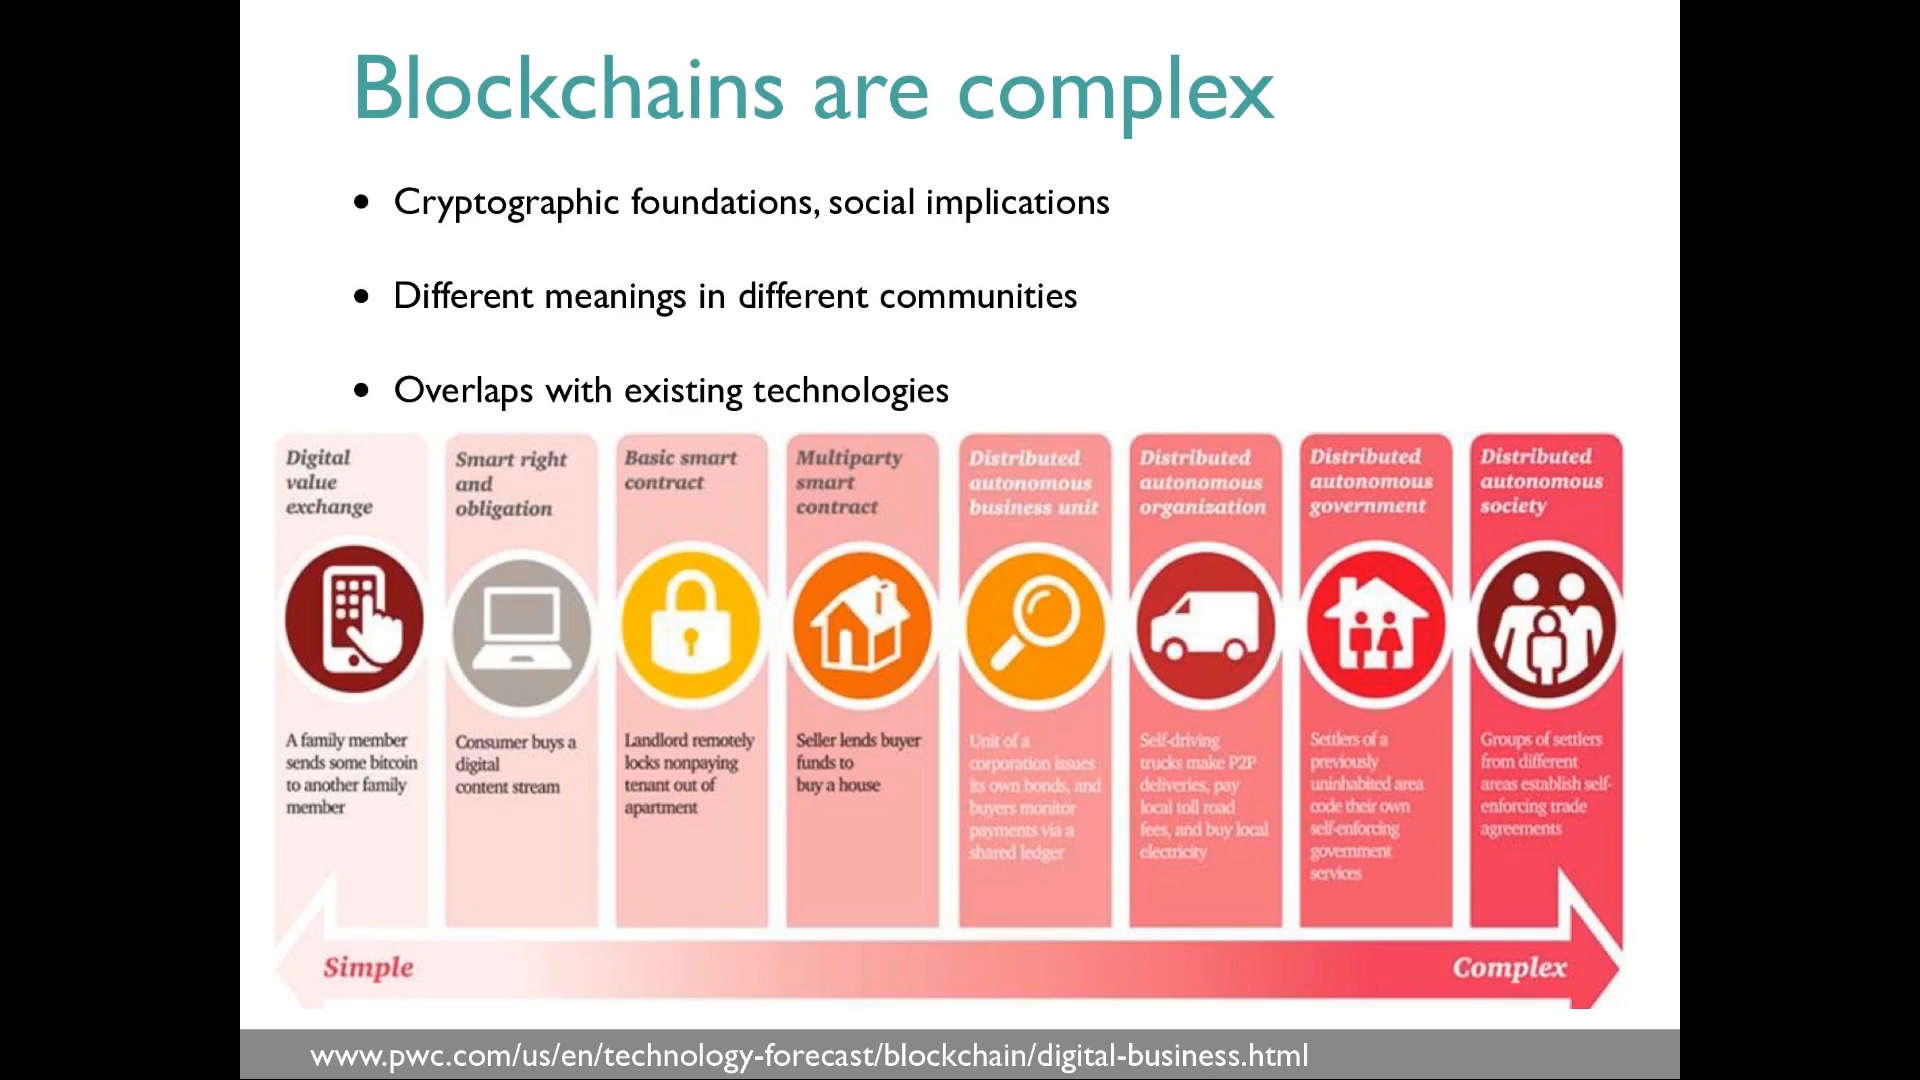 Blockchains are complex
• Cryptographic foundations, social implications
• Different meanings in different communities
• Overlaps with existing technologies
Digital
value
exchange
A family member
sends some bitcoin
to another family
member
Smart right
and
obligation
Consumer buys a
digital
content stream
Basic smart
contract
Landlord remotely
locks nonpaying
tenant out of
apartment
Multiparty
smart
contract
Seller lends buyer
funds to
buy a house
Distributed
autonomous
business unit
Unit of a
corporation issues
its own bonds, and
buyers monitor
payments via a
shared ledger
Distributed
autonomous
organization
Self-driving
trucks make P2P
deliveries, pay
local toll road
fees, and buy local
electricity
Distributed
autonomous
government
Settlers of a
previously
uninhabited area
code their own
self-enforcing
government
services
Distributed
autonomous
society
Groups of settlers
from different
areas establish self-
enforcing trade
agreements
Simple
Complex
www.pwc.com/us/en/technology-forecast/blockchain/digital-business.html